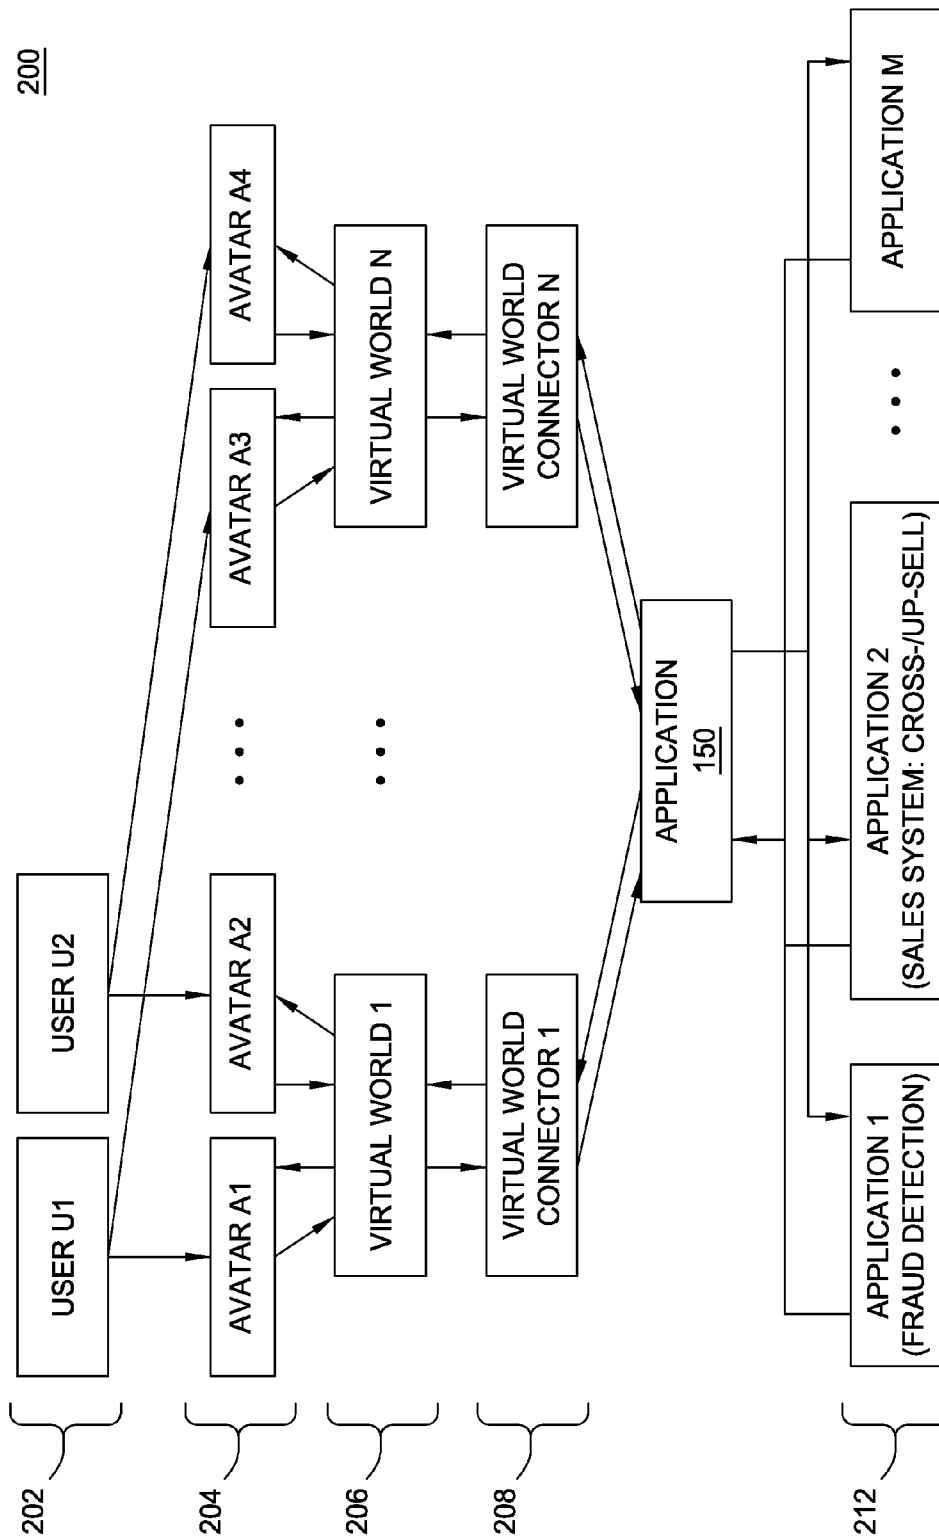 200
202
USER U1
USER U2
204
AVATAR A1
AVATAR A2
• • •
AVATAR A3
AVATAR A4
206
VIRTUAL WORLD 1
• • •
VIRTUAL WORLD N
208
VIRTUAL WORLD
CONNECTOR 1
VIRTUAL WORLD
CONNECTOR N
APPLICATION
150
212
APPLICATION 1
(FRAUD DETECTION)
APPLICATION 2
(SALES SYSTEM: CROSS-/UP-SELL)
• • •
APPLICATION M